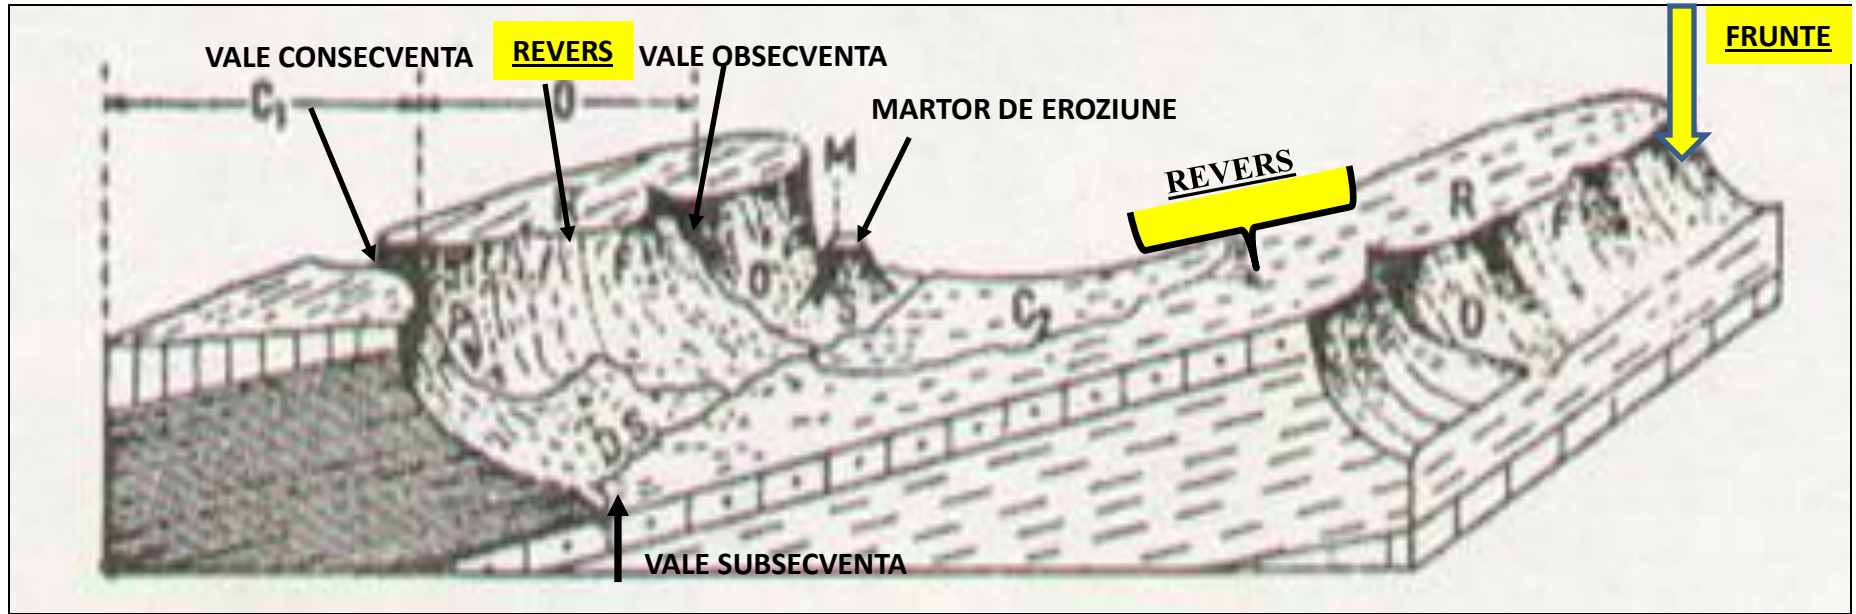 VALE CONSECVENTA
REVERS
VALE OBSECVENTA
FRUNTE
C₁
O
MARTOR DE EROZIUNE
M
REVERS
R
O
S
C₂
O
D.S.
VALE SUBSECVENTA